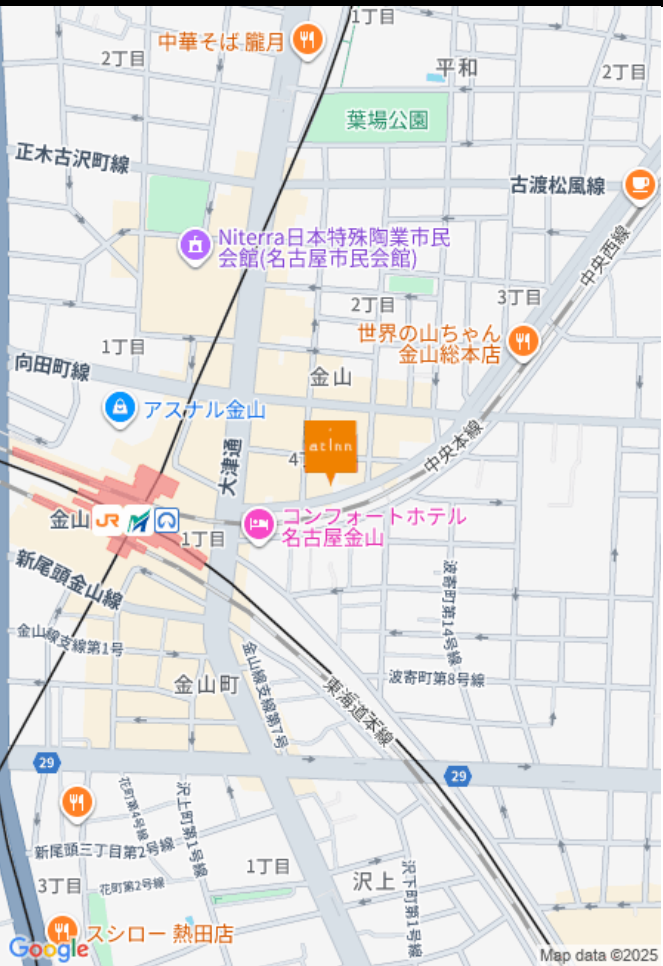 1丁目
中華そば 朧月
2丁目
平和
2丁目
葉場公園
正木古沢町線
古渡松風線
Niterra日本特殊陶業市民
会館(名古屋市民会館)
中央西線
2丁目
3丁目
世界の山ちゃん
金山総本店
1丁目
向田町線
金山
アスナル金山
atinn
4丁
大津通
中央本線
金山
JR
コンフォートホテル
名古屋金山
1丁目
新尾頭金山線
波寄町第14号線
金山線支線第1号
金山町
金山線支線第7号
波寄町第8号線
東海道本線
29
29
花町第4号線
沢上町第1号線
新尾頭三丁目第2号線
1丁目
3丁目
花町第2号線
沢上
沢下町第1号線
スシロー 熱田店
Google
Map data ©2025